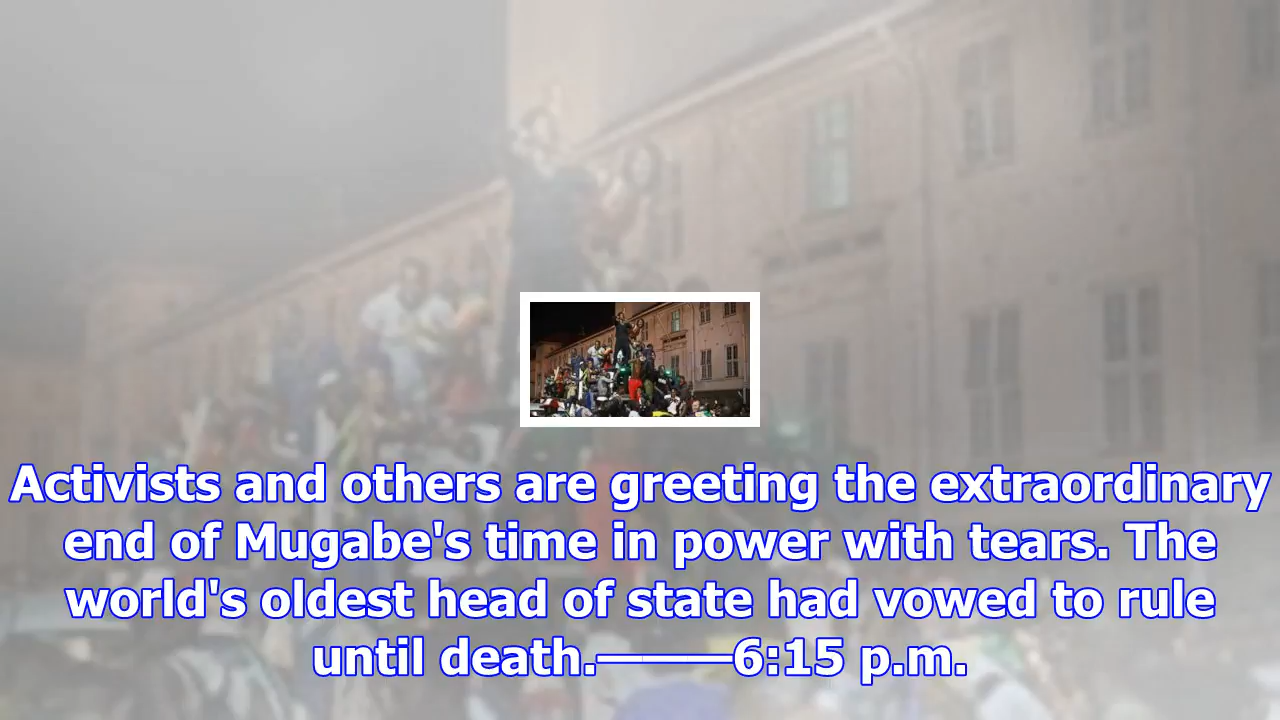 Activists and others are greeting the extraordinary
end of Mugabe's time in power with tears. The
world's oldest head of state had vowed to rule
until death.———6:15 p.m.